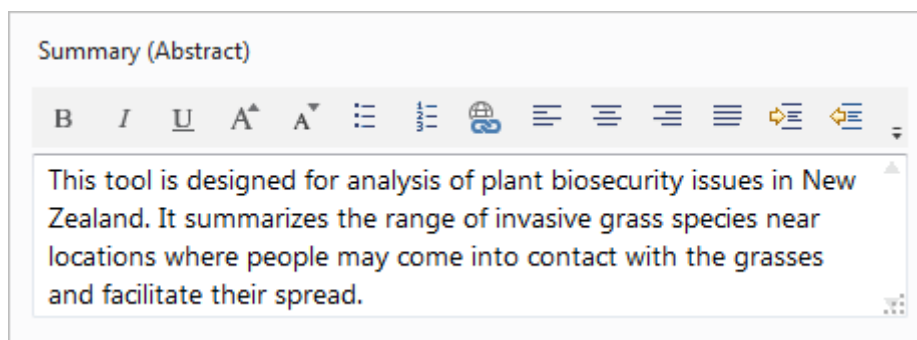 Summary (Abstract)
B I U A A
This tool is designed for analysis of plant biosecurity issues in New
Zealand. It summarizes the range of invasive grass species near
locations where people may come into contact with the grasses
and facilitate their spread.